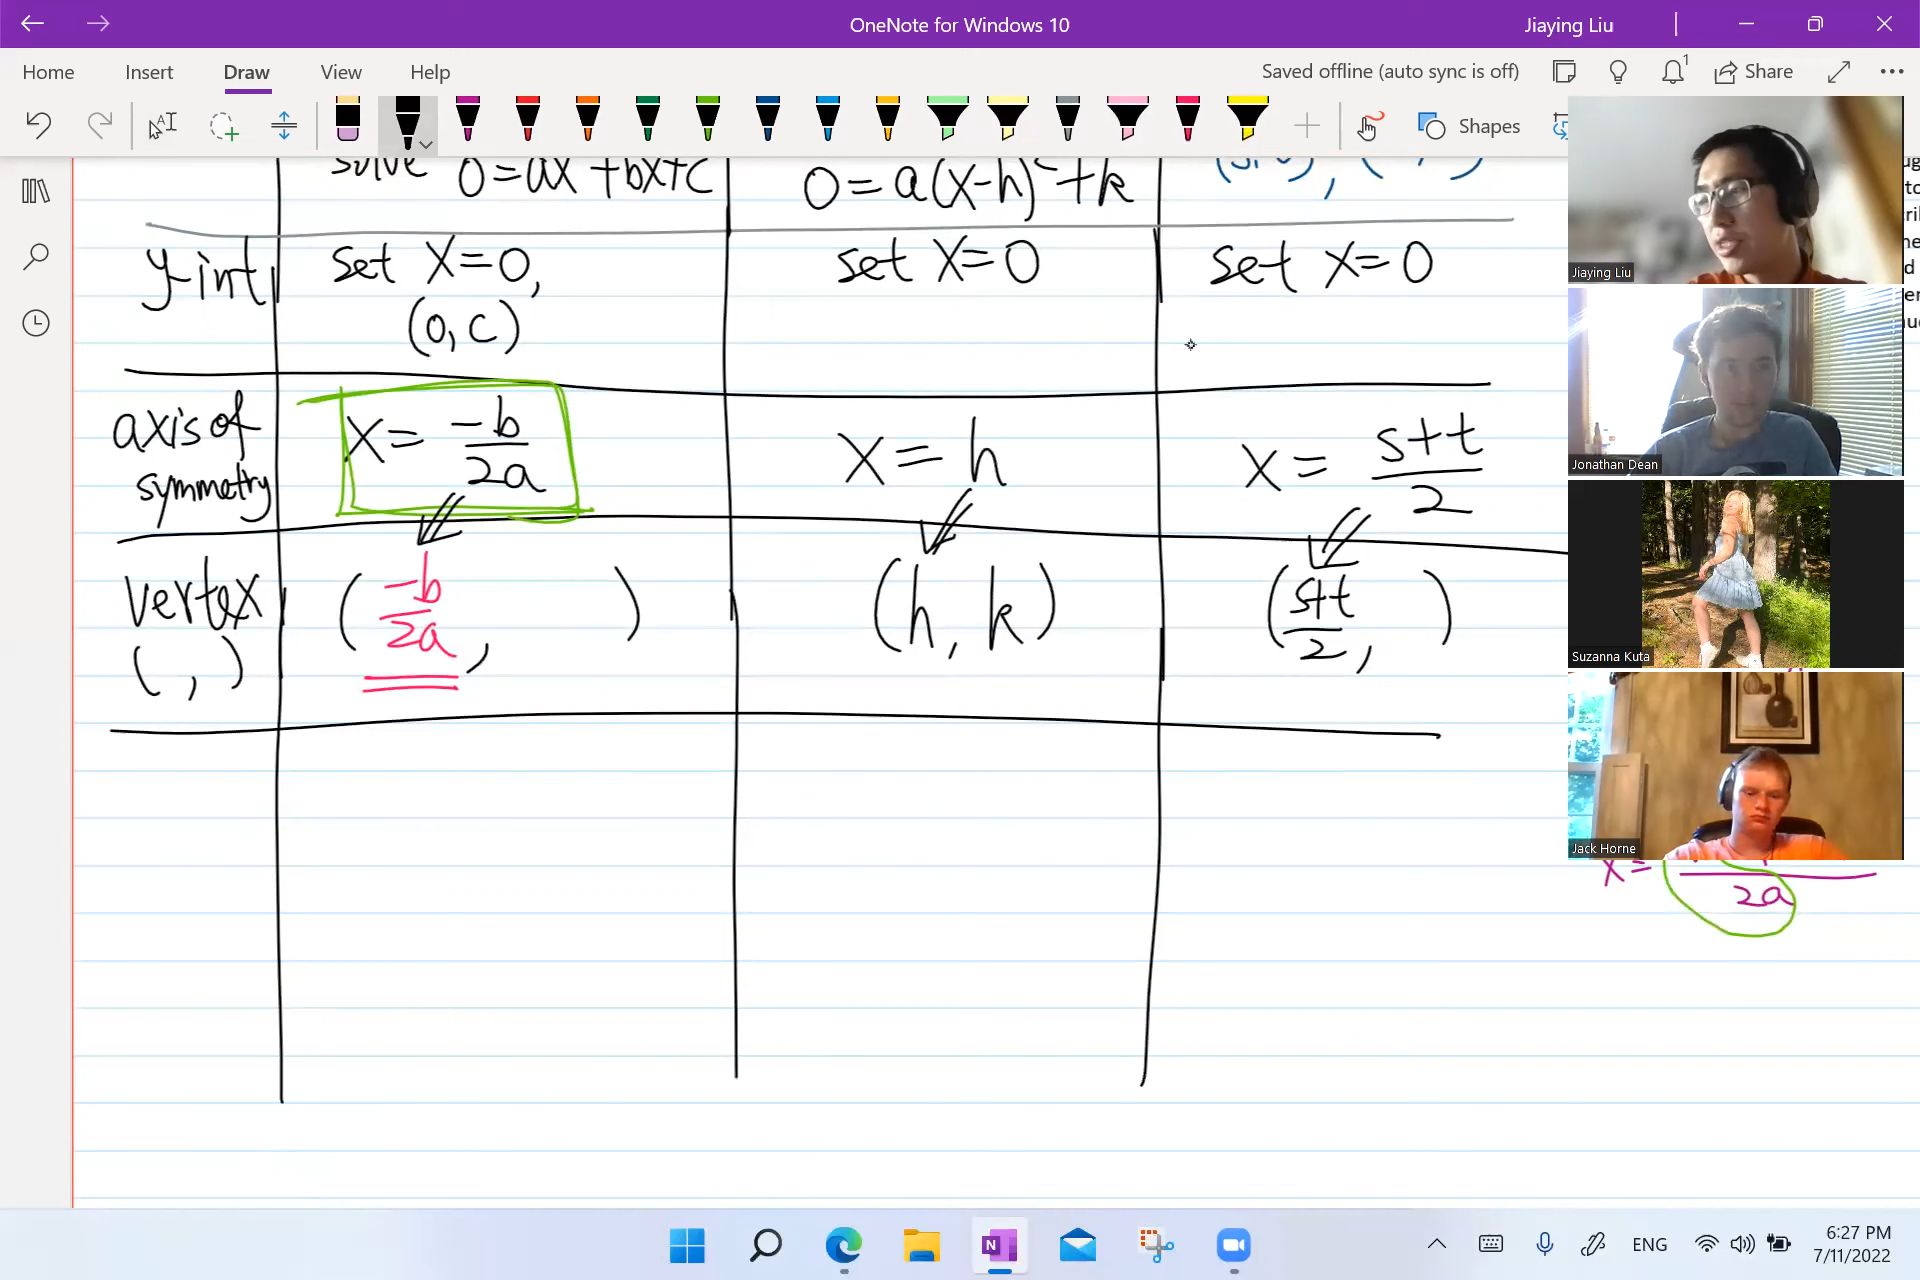 OneNote for Windows 10
Jiaying Liu
Home Insert Draw View Help
Saved offline (auto sync is off)
1
Share
Shapes
solve 0=ax+bx+c
0=a(x-h)²+k
y-int
set x=0,
(0, c)
set x=0
set x=0
axis of
symmetry
x= -b
2a
x=h
x= s+t
2
vertex
( , )
( -b
2a, )
(h, k)
( s+t
2, )
Jiaying Liu
Jonathan Dean
Suzanna Kuta
Jack Horne
x=
2a
ENG
6:27 PM
7/11/2022